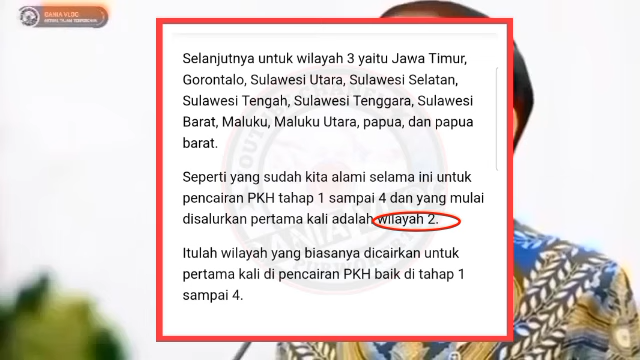 DANIA VLOG
Selanjutnya untuk wilayah 3 yaitu Jawa Timur,
Gorontalo, Sulawesi Utara, Sulawesi Selatan,
Sulawesi Tengah, Sulawesi Tenggara, Sulawesi
Barat, Maluku, Maluku Utara, papua, dan papua
barat.
Seperti yang sudah kita alami selama ini untuk
pencairan PKH tahap 1 sampai 4 dan yang mulai
disalurkan pertama kali adalah wilayah 2.
Itulah wilayah yang biasanya dicairkan untuk
pertama kali di pencairan PKH baik di tahap 1
sampai 4.